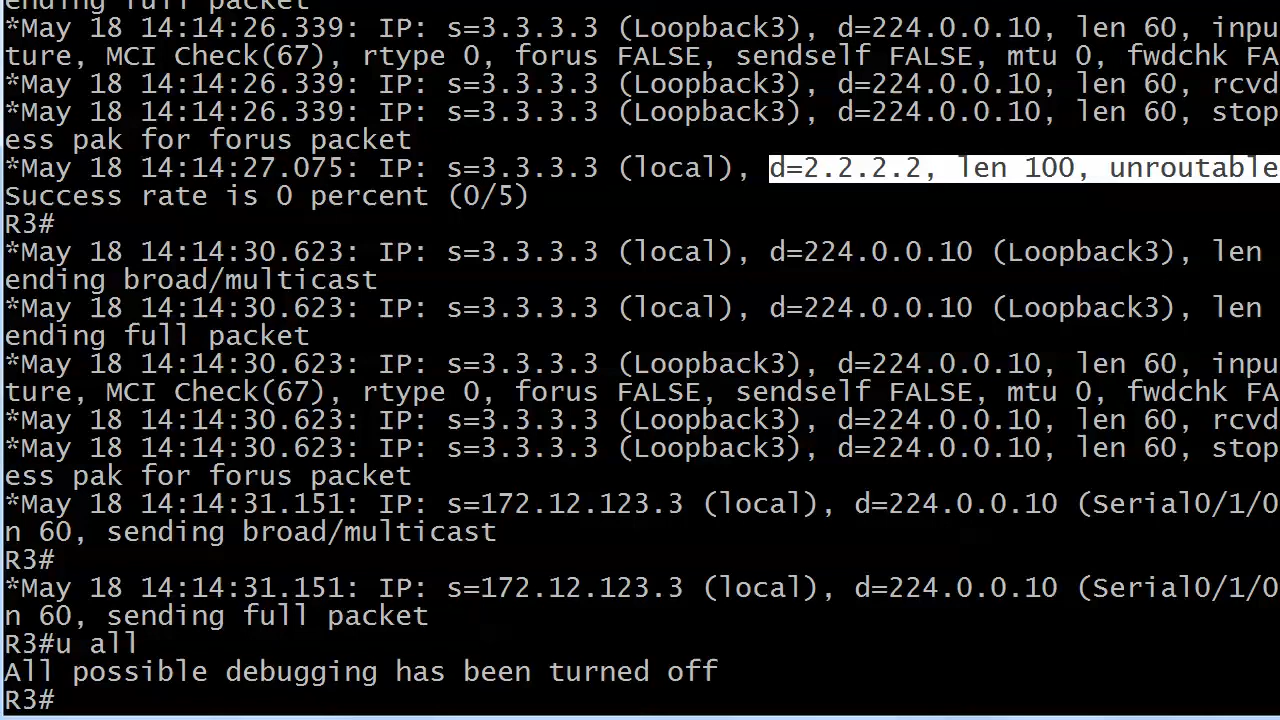 ending full packet
*May 18 14:14:26.339: IP: s=3.3.3.3 (Loopback3), d=224.0.0.10, len 60, inpu
ture, MCI Check(67), rtype 0, forus FALSE, sendself FALSE, mtu 0, fwdchk FA
*May 18 14:14:26.339: IP: s=3.3.3.3 (Loopback3), d=224.0.0.10, len 60, rcvd
*May 18 14:14:26.339: IP: s=3.3.3.3 (Loopback3), d=224.0.0.10, len 60, stop
ess pak for forus packet
*May 18 14:14:27.075: IP: s=3.3.3.3 (local), d=2.2.2.2, len 100, unroutable
Success rate is 0 percent (0/5)
R3#
*May 18 14:14:30.623: IP: s=3.3.3.3 (local), d=224.0.0.10 (Loopback3), len
ending broad/multicast
*May 18 14:14:30.623: IP: s=3.3.3.3 (local), d=224.0.0.10 (Loopback3), len
ending full packet
*May 18 14:14:30.623: IP: s=3.3.3.3 (Loopback3), d=224.0.0.10, len 60, inpu
ture, MCI Check(67), rtype 0, forus FALSE, sendself FALSE, mtu 0, fwdchk FA
*May 18 14:14:30.623: IP: s=3.3.3.3 (Loopback3), d=224.0.0.10, len 60, rcvd
*May 18 14:14:30.623: IP: s=3.3.3.3 (Loopback3), d=224.0.0.10, len 60, stop
ess pak for forus packet
*May 18 14:14:31.151: IP: s=172.12.123.3 (local), d=224.0.0.10 (Serial0/1/0
n 60, sending broad/multicast
R3#
*May 18 14:14:31.151: IP: s=172.12.123.3 (local), d=224.0.0.10 (Serial0/1/0
n 60, sending full packet
R3#u all
All possible debugging has been turned off
R3#